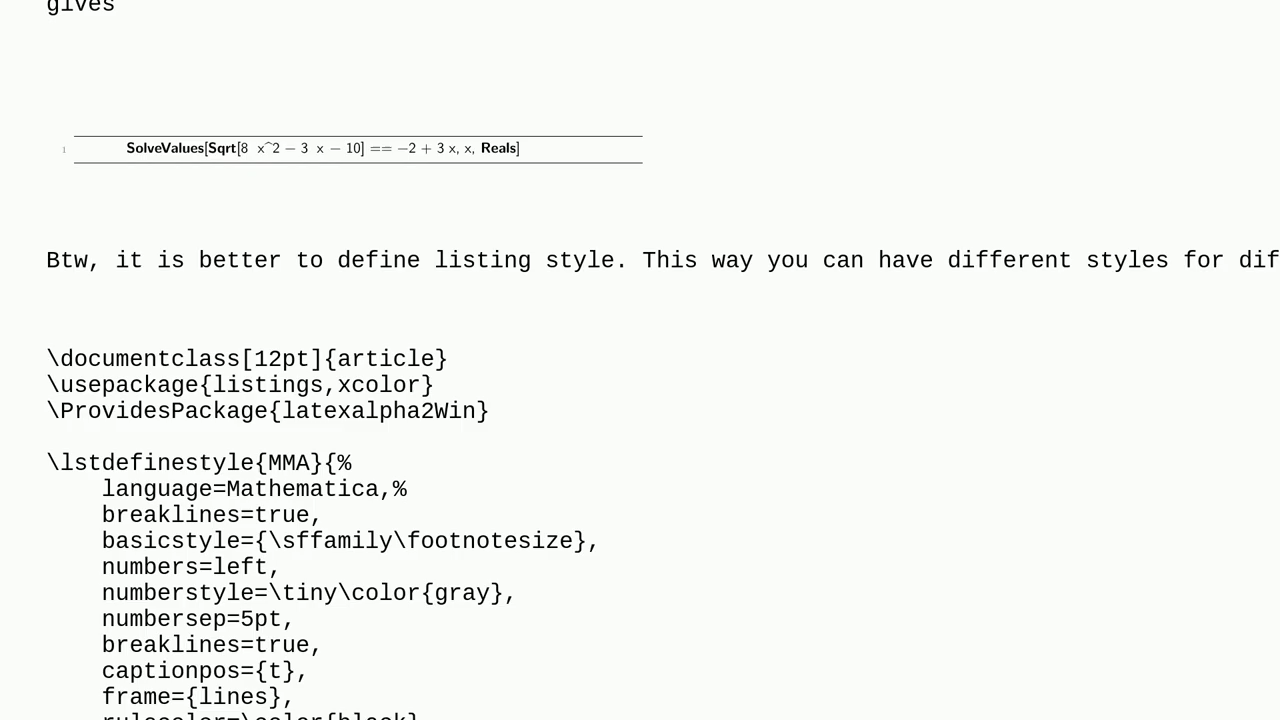 gives
1 SolveValues[Sqrt[8 x^2 − 3 x − 10] == −2 + 3 x, x, Reals]
Btw, it is better to define listing style. This way you can have different styles for dif
\documentclass[12pt]{article}
\usepackage{listings,xcolor}
\ProvidesPackage{latexalpha2Win}
\lstdefinestyle{MMA}{%
    language=Mathematica,%
    breaklines=true,
    basicstyle={\sffamily\footnotesize},
    numbers=left,
    numberstyle=\tiny\color{gray},
    numbersep=5pt,
    breaklines=true,
    captionpos={t},
    frame={lines},
    rulecolor=\color{black},